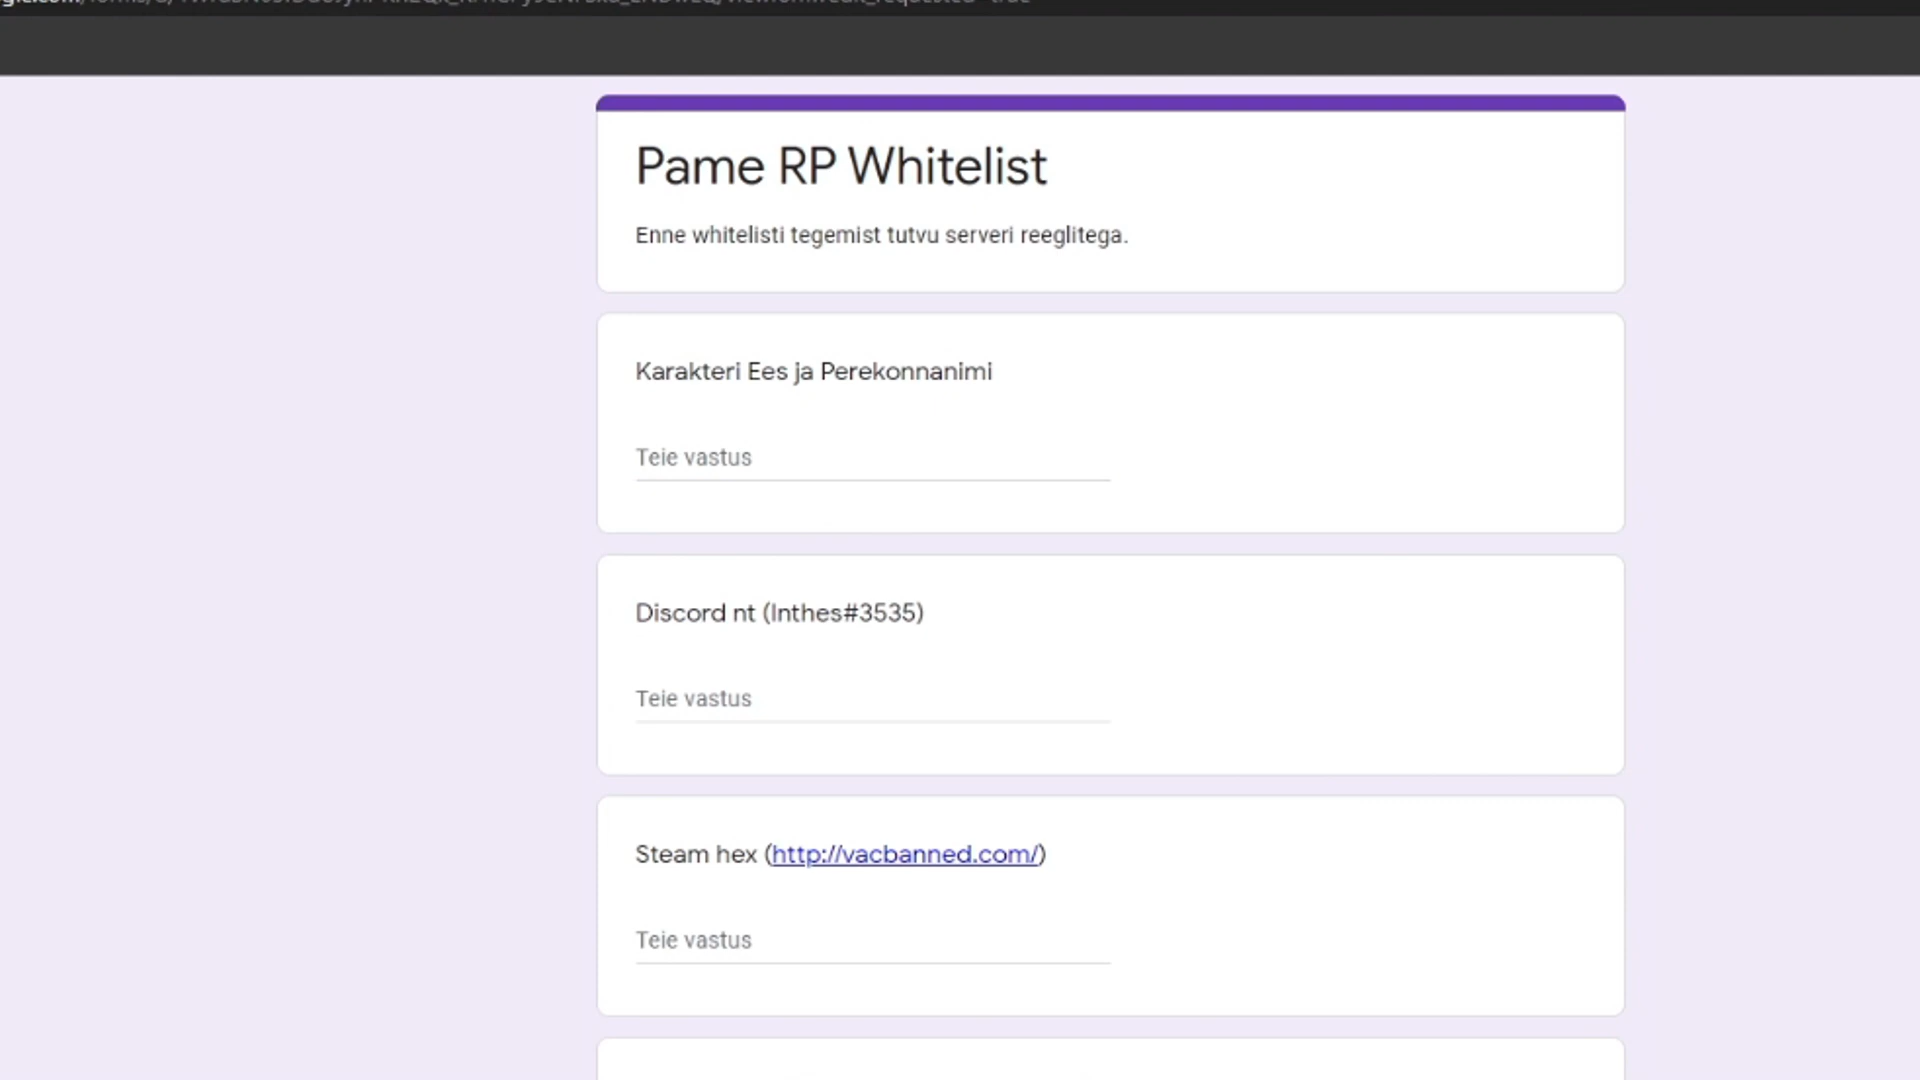 Pame RP Whitelist
Enne whitelisti tegemist tutvu serveri reeglitega.
Karakteri Ees ja Perekonnanimi
Teie vastus
Discord nt (Inthes#3535)
Teie vastus
Steam hex (http://vacbanned.com/)
Teie vastus